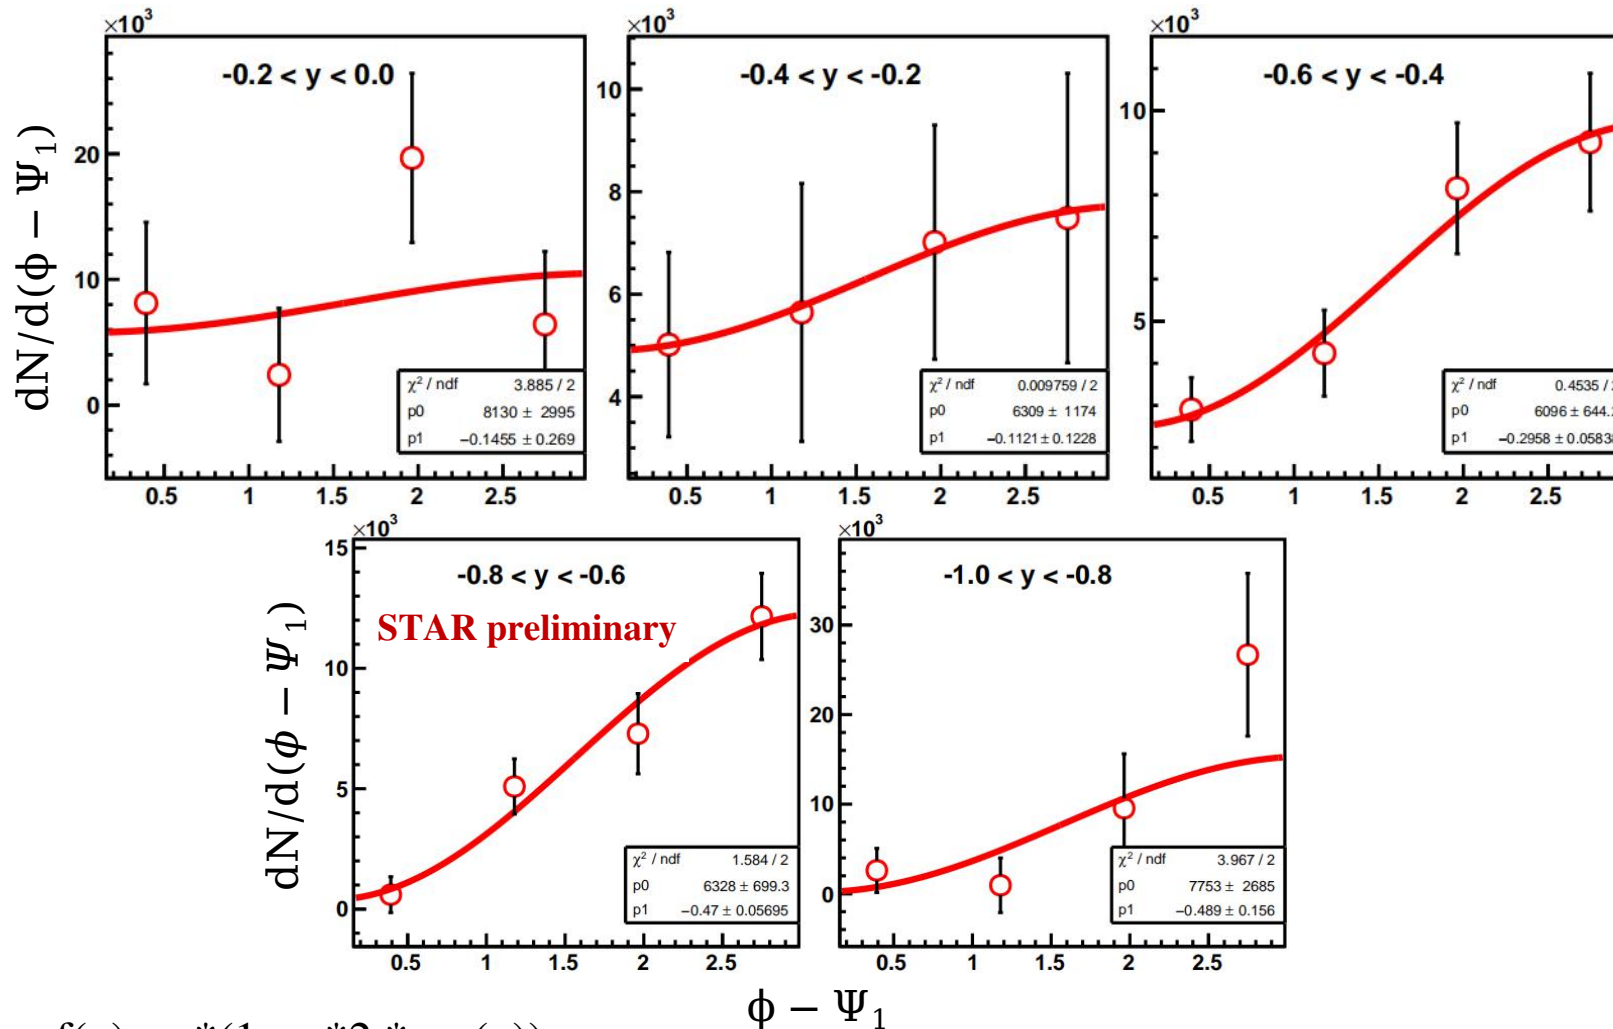 ×10³ ×10³ ×10³
-0.2 < y < 0.0 -0.4 < y < -0.2 -0.6 < y < -0.4
dN/d(ϕ − Ψ₁)
20
10
0
10
8
6
4
10
5
χ² / ndf 3.885 / 2
p0 8130 ± 2995
p1 −0.1455 ± 0.269
χ² / ndf 0.009759 / 2
p0 6309 ± 1174
p1 −0.1121 ± 0.1228
χ² / ndf 0.4535 /
p0 6096 ± 644.
p1 −0.2958 ± 0.0583
0.5 1 1.5 2 2.5 0.5 1 1.5 2 2.5 0.5 1 1.5 2 2.5
×10³ ×10³
-0.8 < y < -0.6 -1.0 < y < -0.8
STAR preliminary
dN/d(ϕ − Ψ₁)
15
10
5
0
30
20
10
0
χ² / ndf 1.584 / 2
p0 6328 ± 699.3
p1 −0.47 ± 0.05695
χ² / ndf 3.967 / 2
p0 7753 ± 2685
p1 −0.489 ± 0.156
0.5 1 1.5 2 2.5 0.5 1 1.5 2 2.5
ϕ − Ψ₁